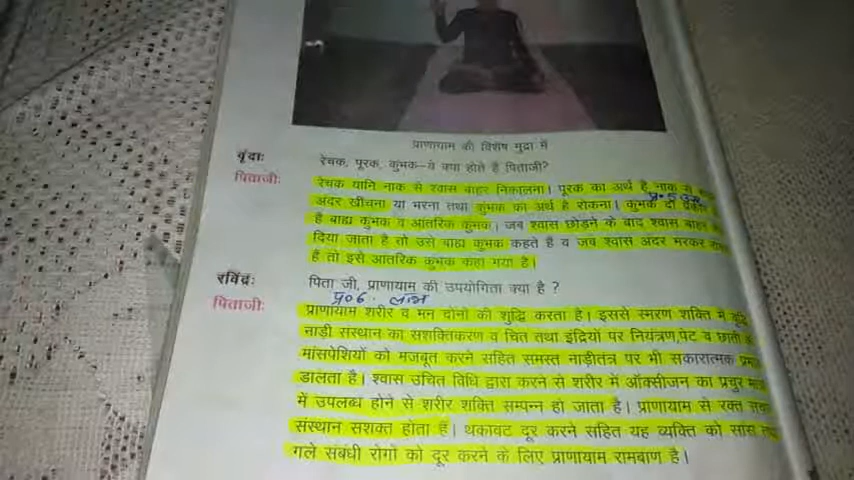 प्राणायाम की विशेष मुद्रा में
वृंदाः रेचक, पूरक, कुंभक–ये क्या होते है पिताजी?
पिताजीः रेचक यानि नाक से श्वास बाहर निकालना। पूरक का अर्थ है नाक से
अंदर खींचना या भरना तथा कुंभक का अर्थ है रोकना। कुंभक दो
है बाह्य कुंभक व आंतरिक कुंभक। जब श्वास छोड़ने के बाद श्वास बाहर
दिया जाता है तो उसे बाह्य कुंभक कहते है व जब श्वास अंदर भरकर
है तो इसे आंतरिक कुंभक कहा गया है।
रविंद्रः पिता जी, प्राणायाम की उपयोगिता क्या है ?
प्र०6. लाभ
पिताजीः प्राणायाम शरीर व मन दोनों की शुद्धि करता है। इससे स्मरण शक्ति में
नाड़ी संस्थान का सशक्तिकरण व चित तथा इंद्रियों पर नियंत्रण,पेट व छाती
मांसपेशियों को मजबूत करने सहित समस्त नाड़ीतंत्र पर भी सकारात्मक
डालता है। श्वास उचित विधि द्वारा करने से शरीर में ऑक्सीजन का प्रचुर
में उपलब्ध होने से शरीर शक्ति सम्पन्न हो जाता है। प्राणायाम से रक्त
संस्थान सशक्त होता है। थकावट दूर करने सहित यह व्यक्ति को सांस
गले संबंधी रोगों को दूर करने के लिए प्राणायाम रामबाण है।